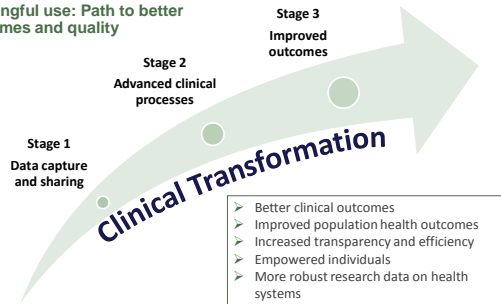 ngful use: Path to better
mes and quality
Stage 3
Improved
outcomes
Stage 2
Advanced clinical
processes
Stage 1
Data capture
and sharing
Clinical Transformation
➢ Better clinical outcomes
➢ Improved population health outcomes
➢ Increased transparency and efficiency
➢ Empowered individuals
➢ More robust research data on health
systems